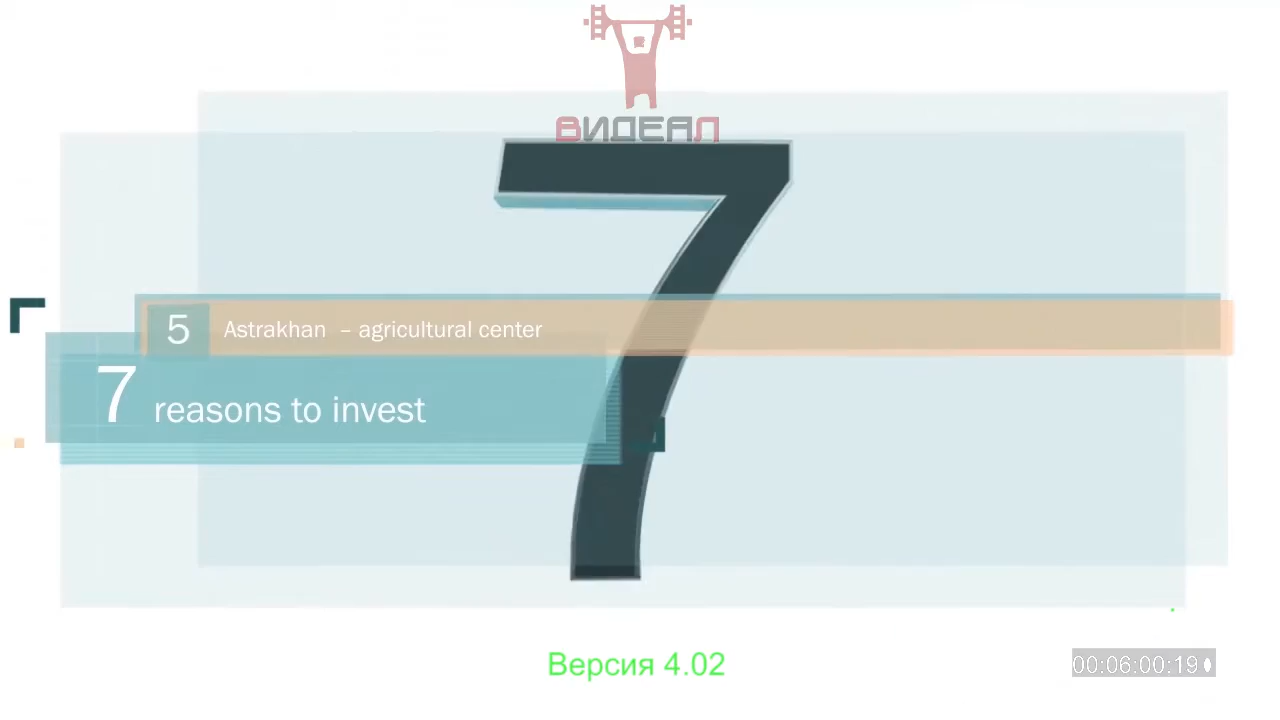 ВИДЕАЛ
7
5 Astrakhan – agricultural center
7 reasons to invest
Версия 4.02
00:06:00:19